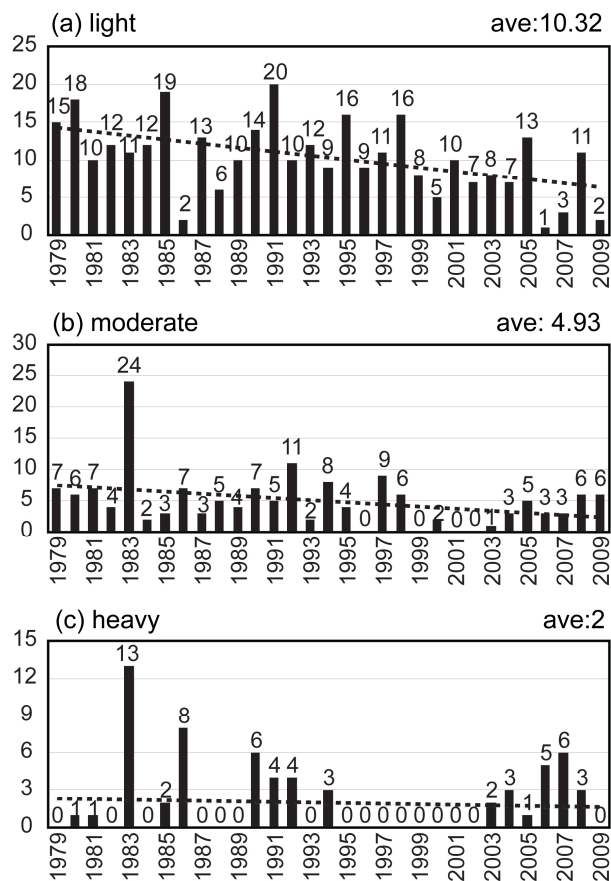 (a) light ave:10.32
25
20
15
10
5
0
15 18 10 12 11 12 19 2 13 6 10 14 20 10 12 9 16 9 11 16 8 5 10 7 8 7 13 1 3 11 2
1979 1981 1983 1985 1987 1989 1991 1993 1995 1997 1999 2001 2003 2005 2007 2009
(b) moderate ave: 4.93
30
25
20
15
10
5
0
7 6 7 4 24 2 3 7 3 5 4 7 5 11 2 8 4 0 9 6 0 2 0 0 1 3 5 3 3 6 6
1979 1981 1983 1985 1987 1989 1991 1993 1995 1997 1999 2001 2003 2005 2007 2009
(c) heavy ave:2
15
12
9
6
3
0
0 1 1 0 13 0 2 8 0 0 0 6 4 4 0 3 0 0 0 0 0 0 0 0 2 3 1 5 6 3 0
1979 1981 1983 1985 1987 1989 1991 1993 1995 1997 1999 2001 2003 2005 2007 2009